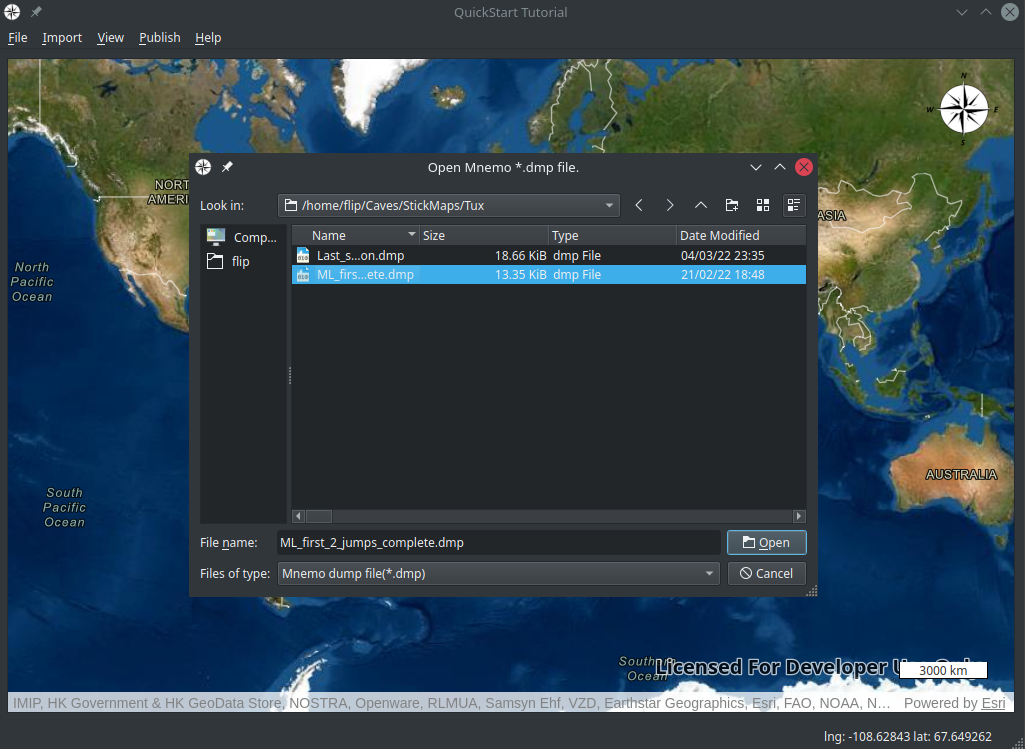 QuickStart Tutorial
File Import View Publish Help
N
W E
S
Open Mnemo *.dmp file.
NORT
AMERI
ASIA
Look in: /home/flip/Caves/StickMaps/Tux
Name Size Type Date Modified
Comp...
flip
Last_s...on.dmp 18.66 KiB dmp File 04/03/22 23:35
ML_firs...ete.dmp 13.35 KiB dmp File 21/02/22 18:48
North
Pacific
Ocean
AUSTRALIA
South
Pacific
Ocean
File name: ML_first_2_jumps_complete.dmp Open
Files of type: Mnemo dump file(*.dmp) Cancel
Ocean
Licensed For Developer
3000 km
IMIP, HK Government & HK GeoData Store, NOSTRA, Openware, RLMUA, Samsyn Ehf, VZD, Earthstar Geographics, Esri, FAO, NOAA, N... Powered by Esri
lng: -108.62843 lat: 67.649262